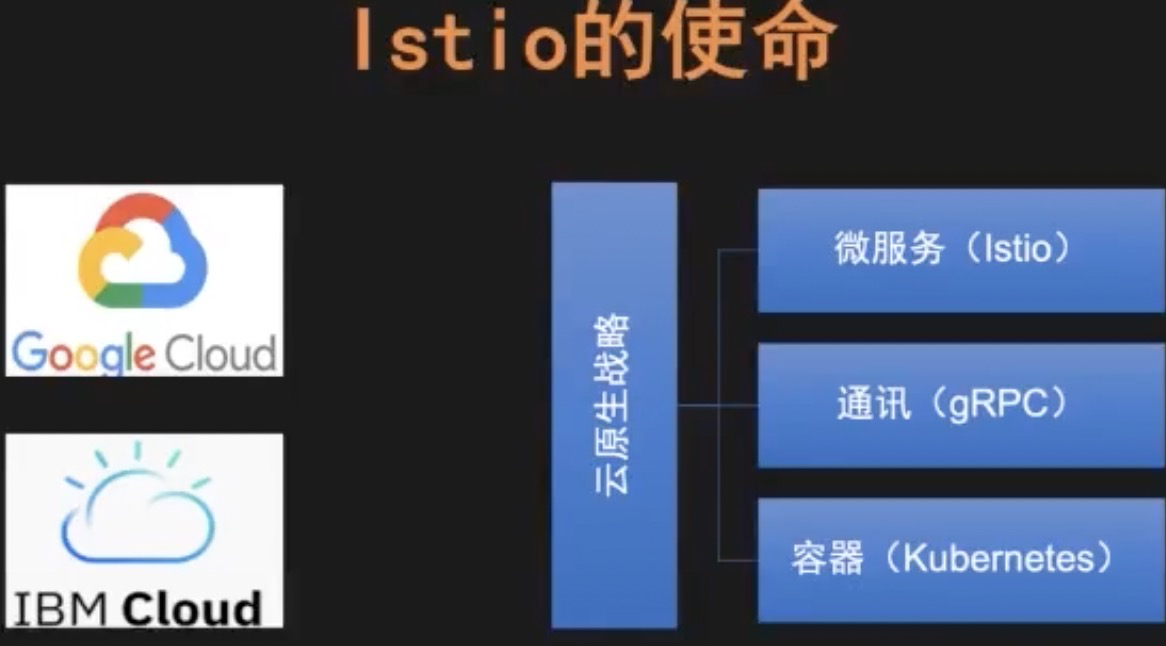 Istio的使命
Google Cloud
IBM Cloud
云原生战略
微服务（Istio）
通讯（gRPC）
容器（Kubernetes）